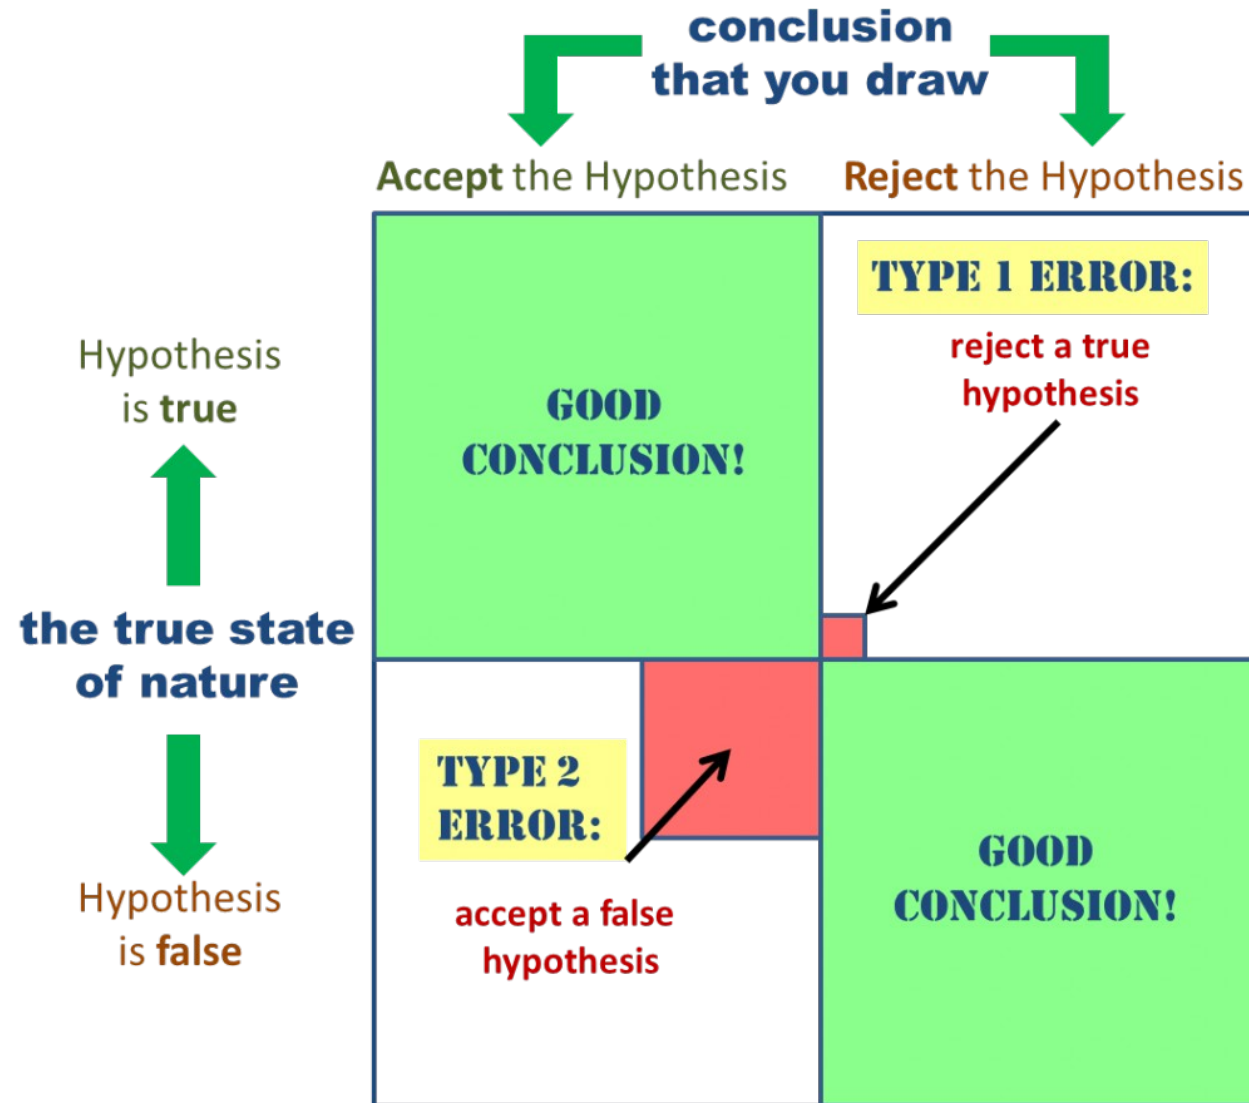 conclusion
that you draw
Accept the Hypothesis
Reject the Hypothesis
TYPE 1 ERROR:
reject a true
hypothesis
Hypothesis
is true
GOOD
CONCLUSION!
the true state
of nature
TYPE 2
ERROR:
GOOD
CONCLUSION!
Hypothesis
is false
accept a false
hypothesis